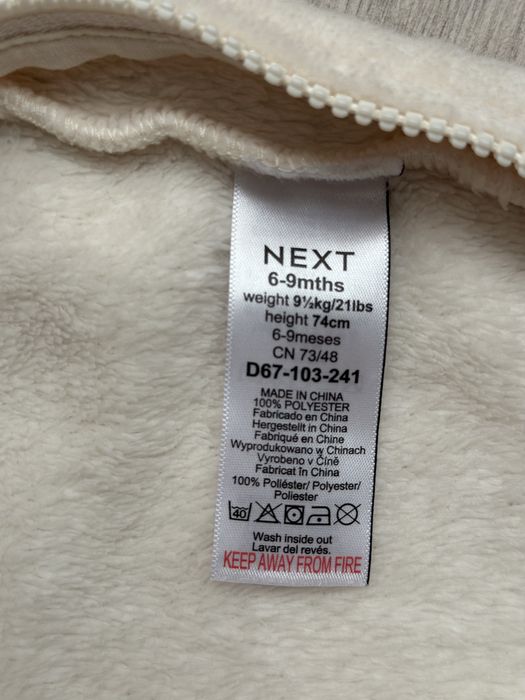 NEXT
6-9mths
weight 9½kg/21lbs
height 74cm
6-9meses
CN 73/48
D67-103-241
MADE IN CHINA
100% POLYESTER
Fabricado en China
Hergestellt in China
Fabriqué en Chine
Wyprodukowano w Chinach
Vyrobeno v Číně
Fabricat în China
100% Poliéster/ Polyester/
Poliester
40
Wash inside out
Lavar del revés.
KEEP AWAY FROM FIRE